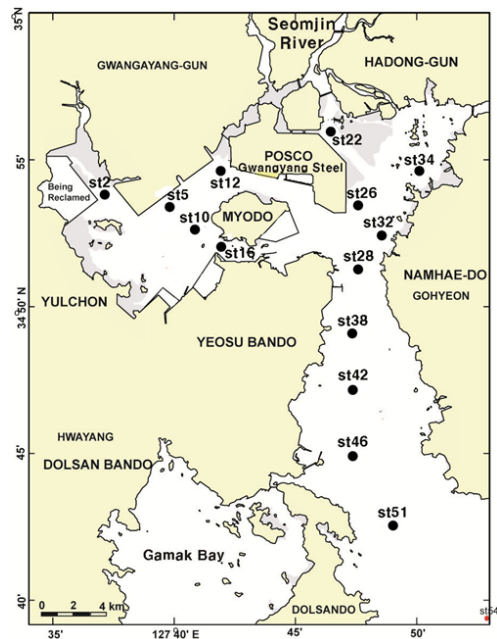 35°N
Seomjin
River
GWANGAYANG-GUN
HADONG-GUN
st22
55'
POSCO
Gwangyang Steel
st12
st34
Being
Reclamed
st2
st5
st26
st10
MYODO
st32
st16
st28
NAMHAE-DO
GOHYEON
YULCHON
34°50'N
st38
YEOSU BANDO
st42
HWAYANG
45'
DOLSAN BANDO
st46
st51
Gamak Bay
40'
0 2 4 km
DOLSANDO
st54
35'
127°40'E
45'
50'